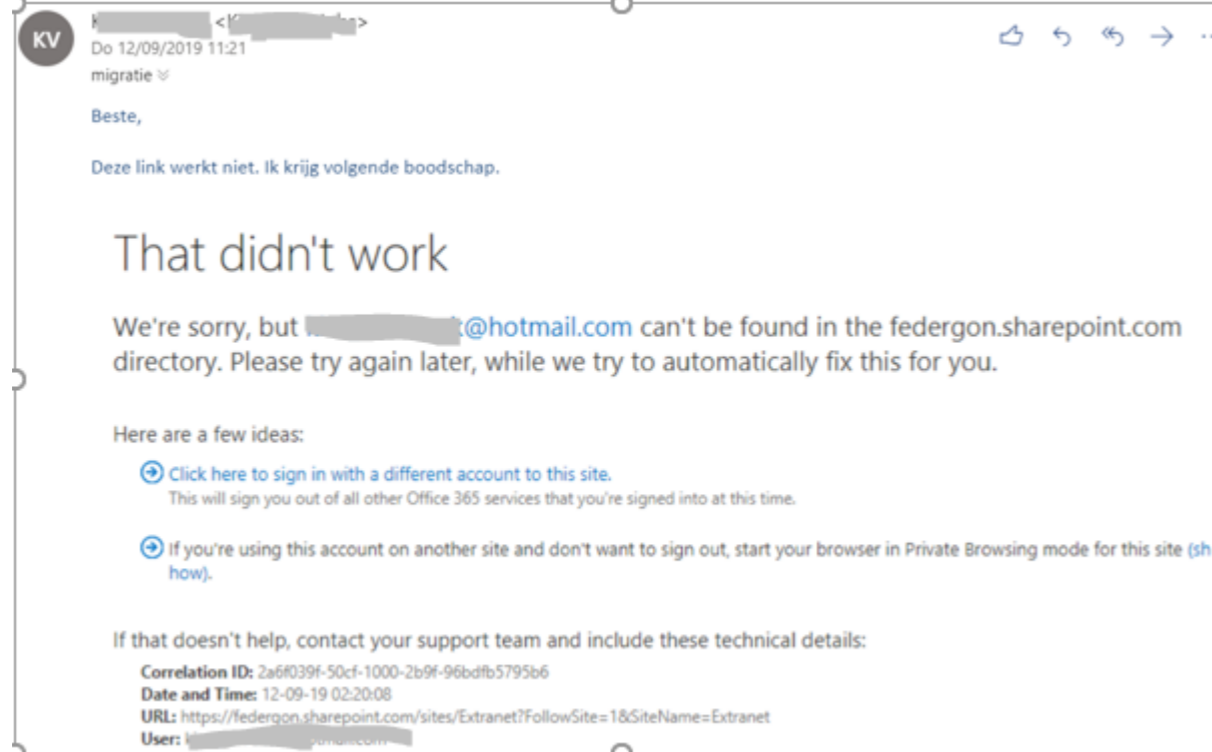 KV
< >
Do 12/09/2019 11:21
migratie
Beste,
Deze link werkt niet. Ik krijg volgende boodschap.
That didn't work
We're sorry, but @hotmail.com can't be found in the federgon.sharepoint.com
directory. Please try again later, while we try to automatically fix this for you.
Here are a few ideas:
Click here to sign in with a different account to this site.
This will sign you out of all other Office 365 services that you're signed into at this time.
If you're using this account on another site and don't want to sign out, start your browser in Private Browsing mode for this site (sh
how).
If that doesn't help, contact your support team and include these technical details:
Correlation ID: 2a6f039f-50cf-1000-2b9f-96bdfb5795b6
Date and Time: 12-09-19 02:20:08
URL: https://federgon.sharepoint.com/sites/Extranet?FollowSite=1&SiteName=Extranet
User: